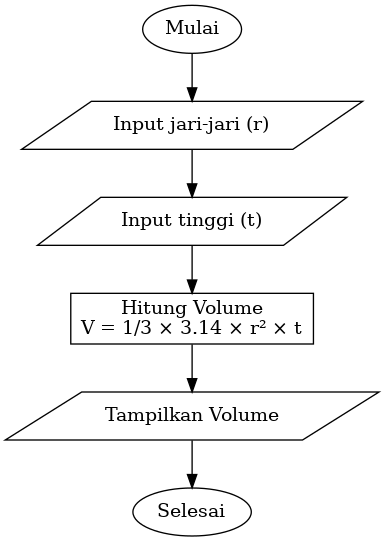 Mulai
Input jari-jari (r)
Input tinggi (t)
Hitung Volume
V = 1/3 × 3.14 × r² × t
Tampilkan Volume
Selesai